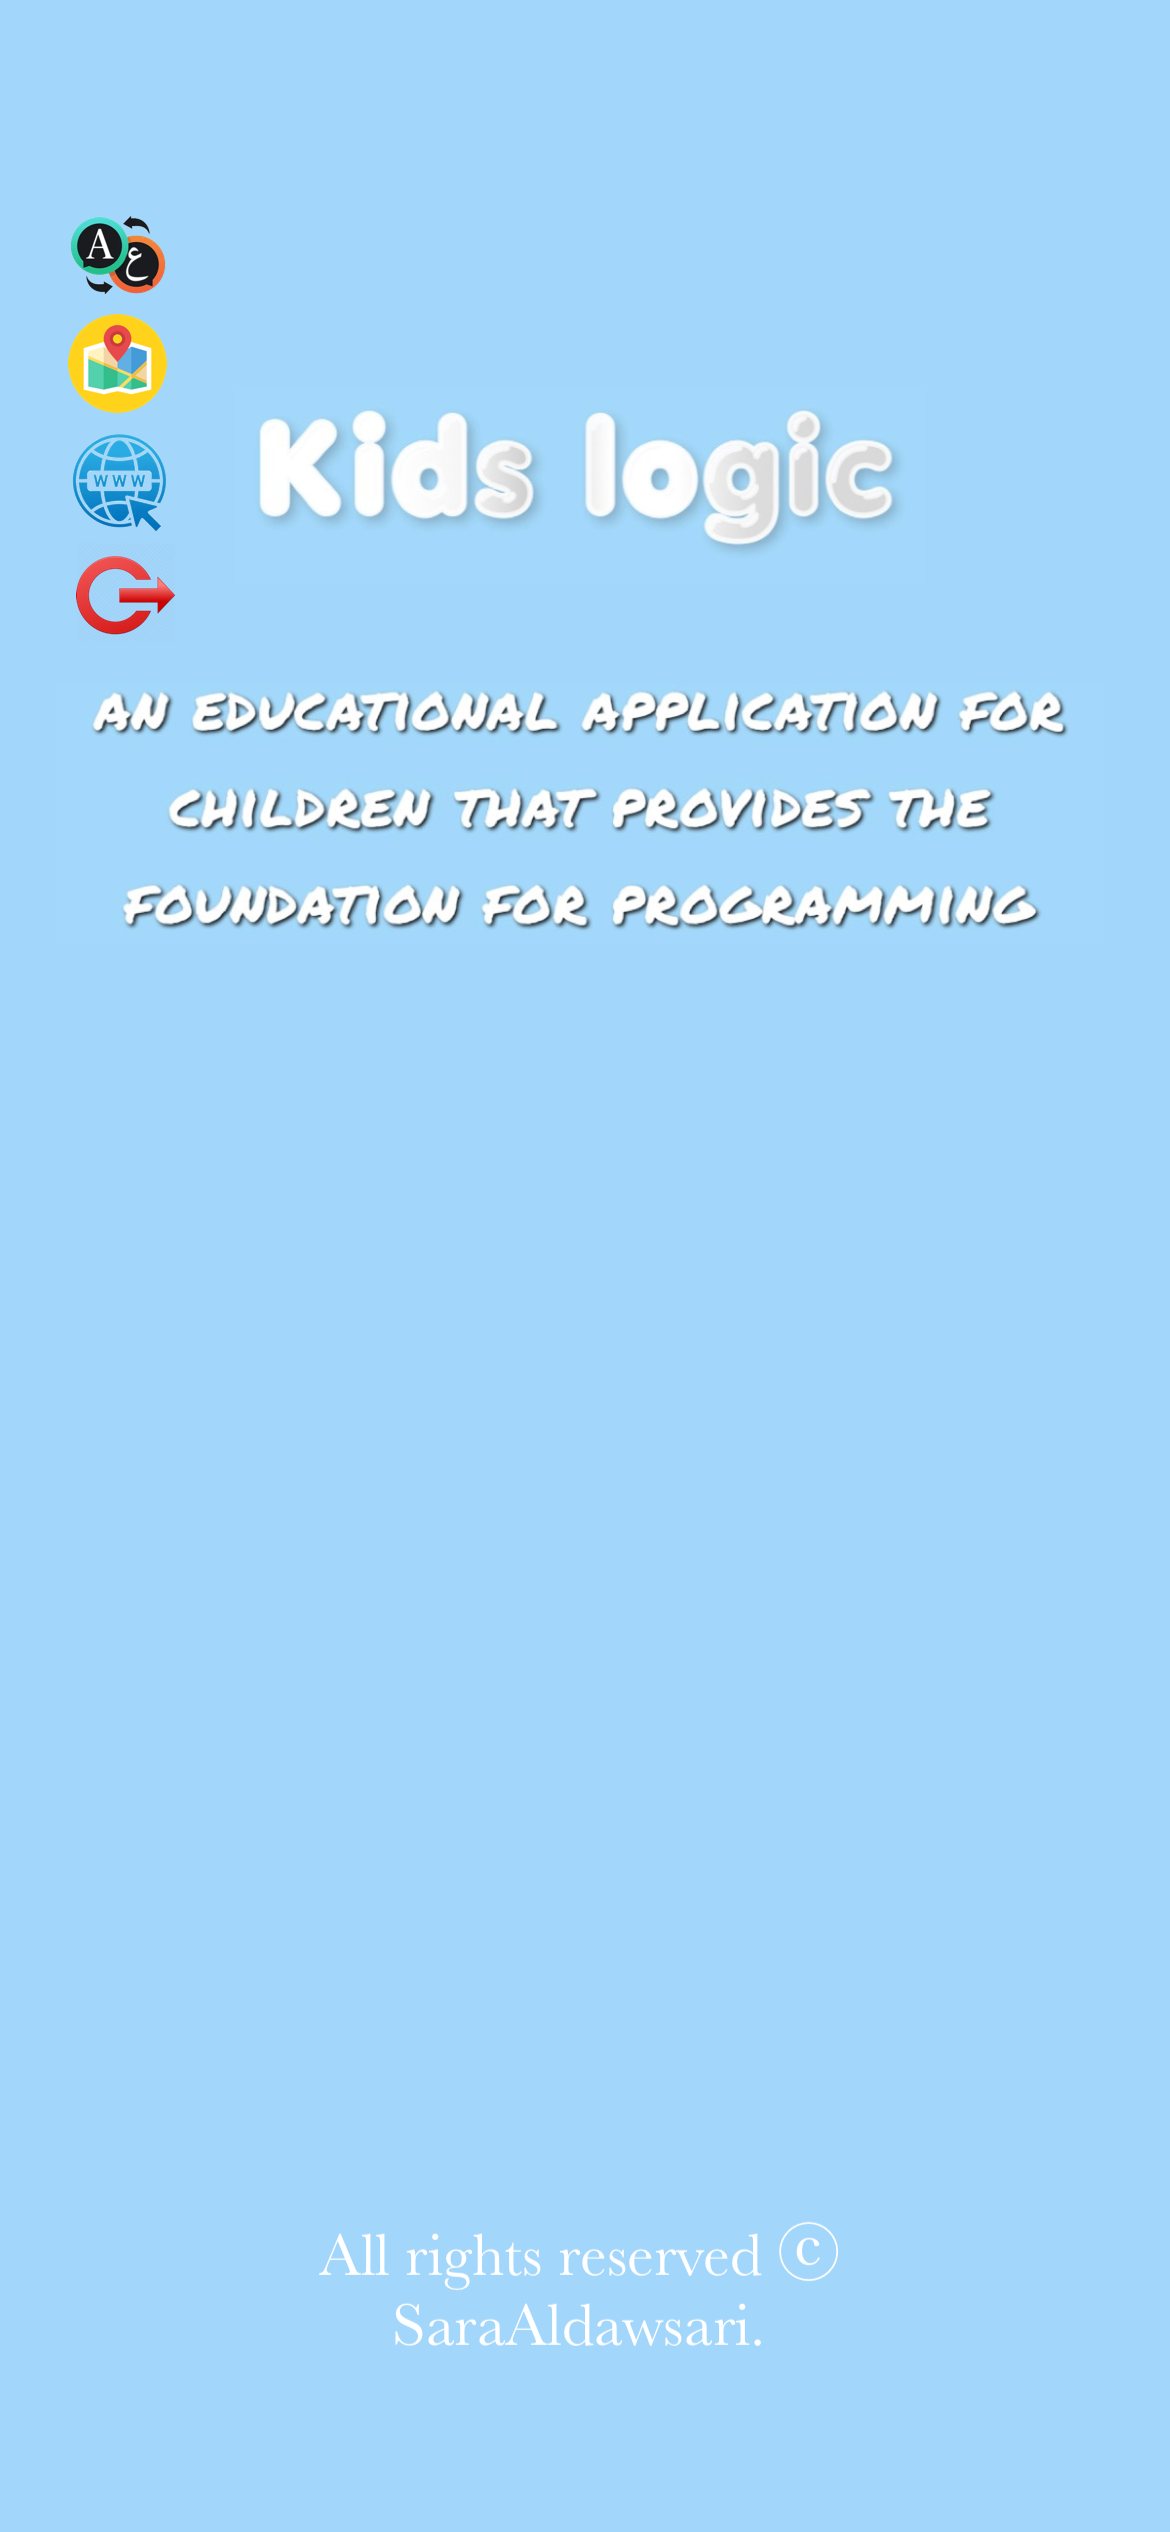 A
ع
WWW
Kids logic
AN EDUCATIONAL APPLICATION FOR
CHILDREN THAT PROVIDES THE
FOUNDATION FOR PROGRAMMING
All rights reserved ©
SaraAldawsari.